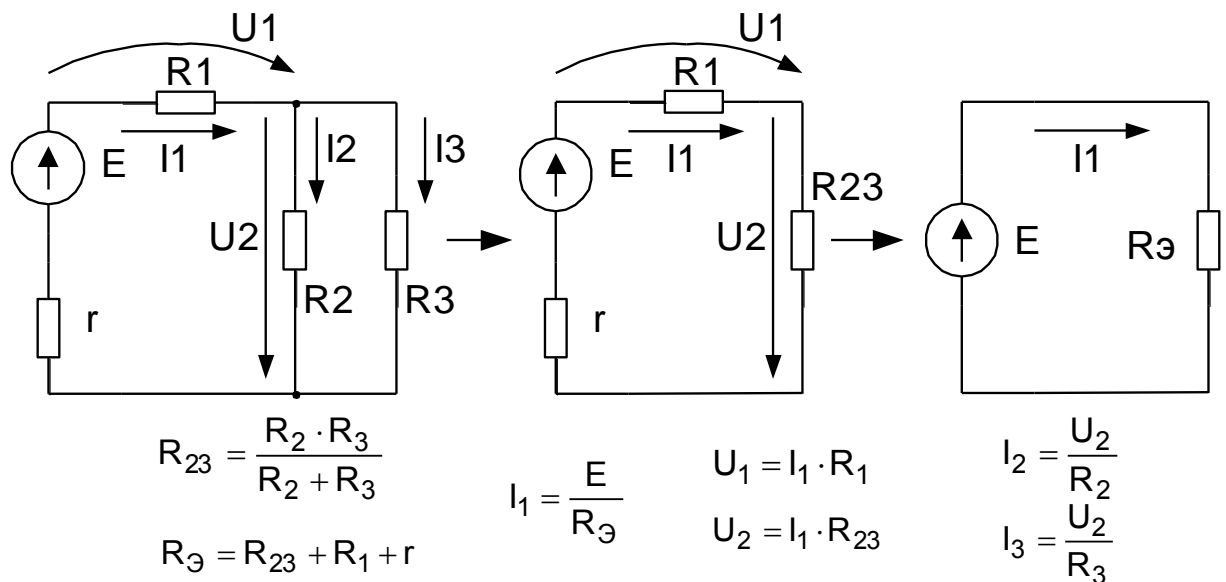 U1 U1
R1 R1
E I1 I2 I3 E I1 I1
R23
U2 U2 E Rэ
r R2 R3 r
R₂₃ = (R₂ · R₃) / (R₂ + R₃)
Rэ = R₂₃ + R₁ + r
I₁ = E / Rэ
U₁ = I₁ · R₁
U₂ = I₁ · R₂₃
I₂ = U₂ / R₂
I₃ = U₂ / R₃